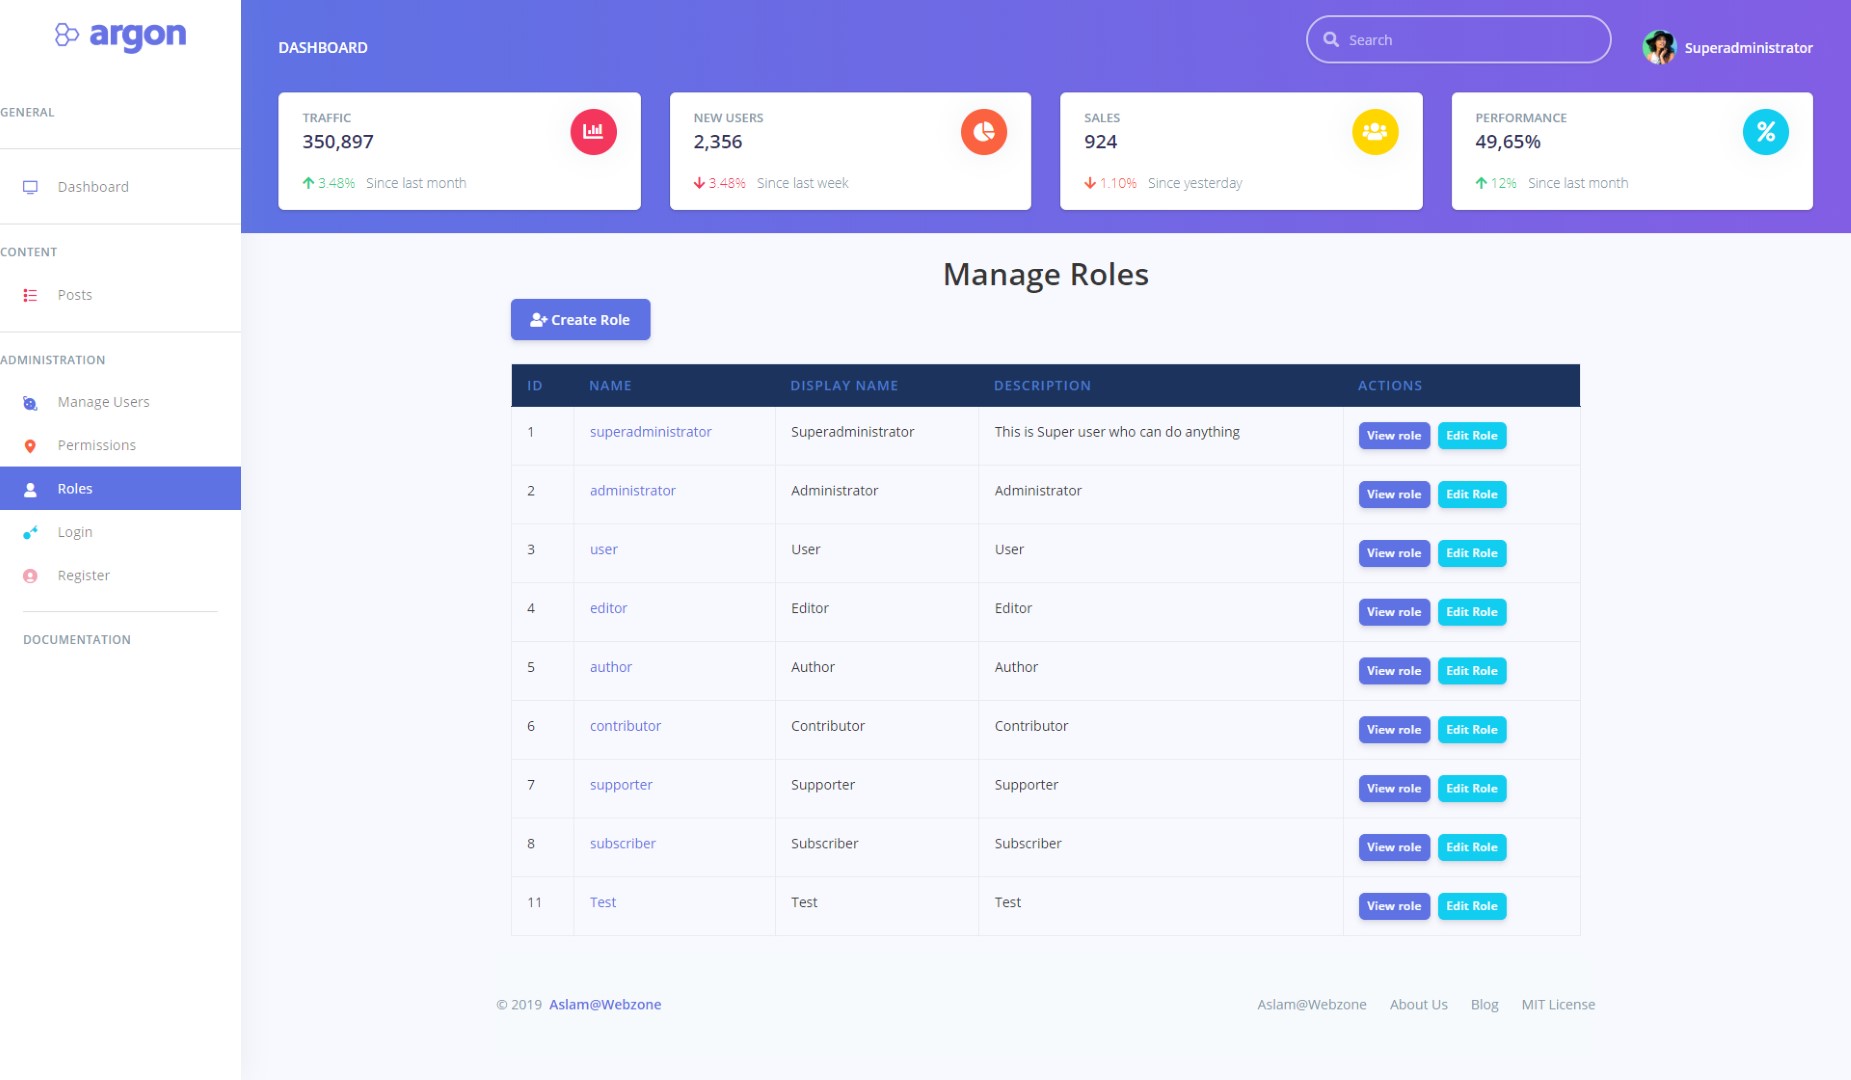 argon
GENERAL
Dashboard
CONTENT
Posts
ADMINISTRATION
Manage Users
Permissions
Roles
Login
Register
DOCUMENTATION
DASHBOARD
Search
Superadministrator
TRAFFIC
350,897
3.48% Since last month
NEW USERS
2,356
3.48% Since last week
SALES
924
1.10% Since yesterday
PERFORMANCE
49,65%
12% Since last month
Manage Roles
Create Role
ID NAME DISPLAY NAME DESCRIPTION ACTIONS
1 superadministrator Superadministrator This is Super user who can do anything View role Edit Role
2 administrator Administrator Administrator View role Edit Role
3 user User User View role Edit Role
4 editor Editor Editor View role Edit Role
5 author Author Author View role Edit Role
6 contributor Contributor Contributor View role Edit Role
7 supporter Supporter Supporter View role Edit Role
8 subscriber Subscriber Subscriber View role Edit Role
11 Test Test Test View role Edit Role
© 2019 Aslam@Webzone
Aslam@Webzone About Us Blog MIT License